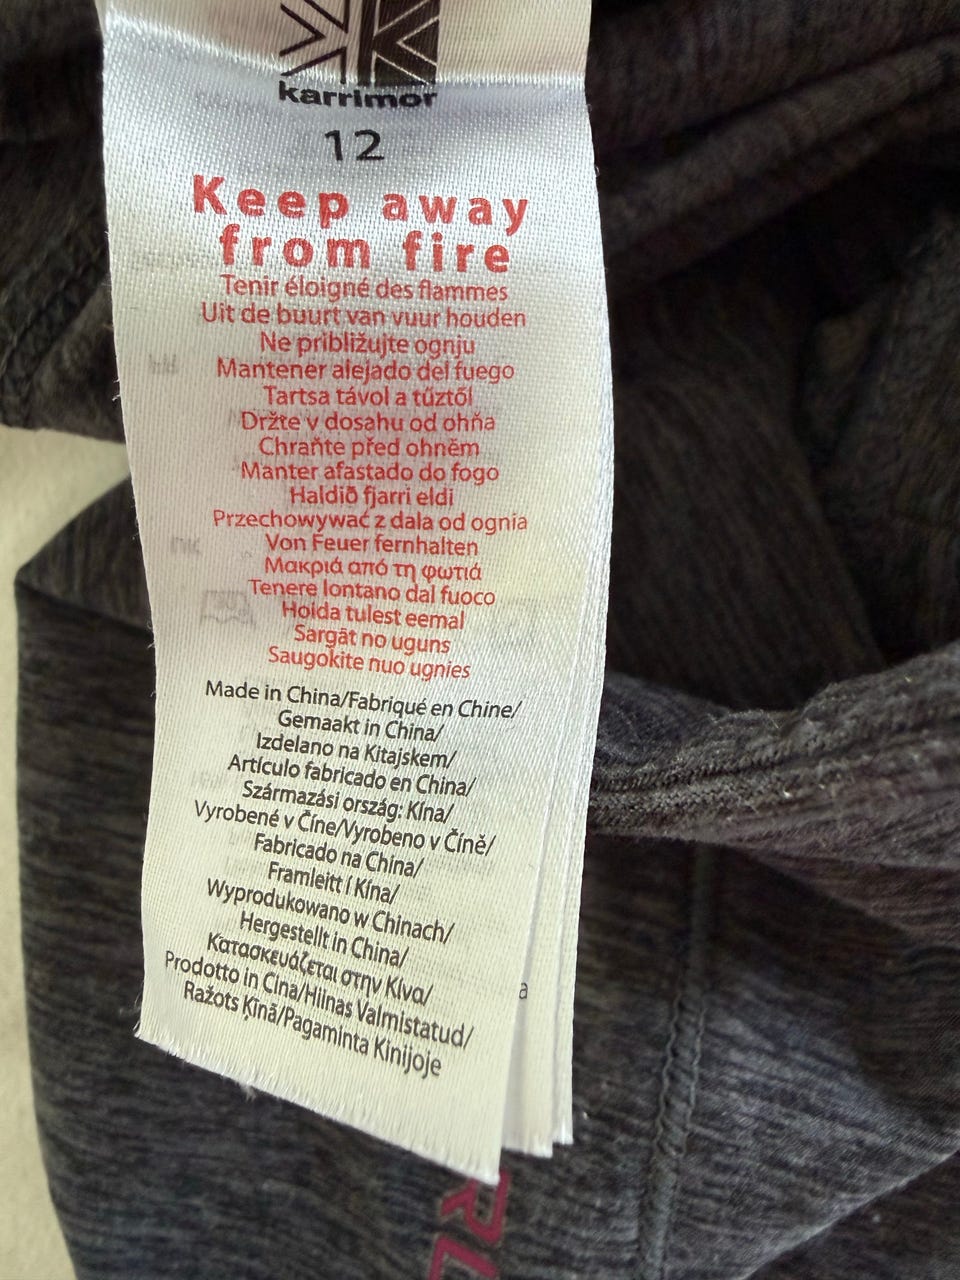 karrimor
12
Keep away
from fire
Tenir éloigné des flammes
Uit de buurt van vuur houden
Ne približujte ognju
Mantener alejado del fuego
Tartsa távol a tűztől
Držte v dosahu od ohňa
Chraňte před ohněm
Manter afastado do fogo
Haldið fjarri eldi
Przechowywać z dala od ognia
Von Feuer fernhalten
Μακριά από τη φωτιά
Tenere lontano dal fuoco
Hoida tulest eemal
Sargāt no uguns
Saugokite nuo ugnies
Made in China/Fabriqué en Chine/
Gemaakt in China/
Izdelano na Kitajskem/
Artículo fabricado en China/
Származási ország: Kína/
Vyrobené v Číne/Vyrobeno v Číně/
Fabricado na China/
Framleitt í Kína/
Wyprodukowano w Chinach/
Hergestellt in China/
Κατασκευάζεται στην Κίνα/
Prodotto in Cina/Hiinas Valmistatud/
Ražots Ķīnā/Pagaminta Kinijoje
a
RU